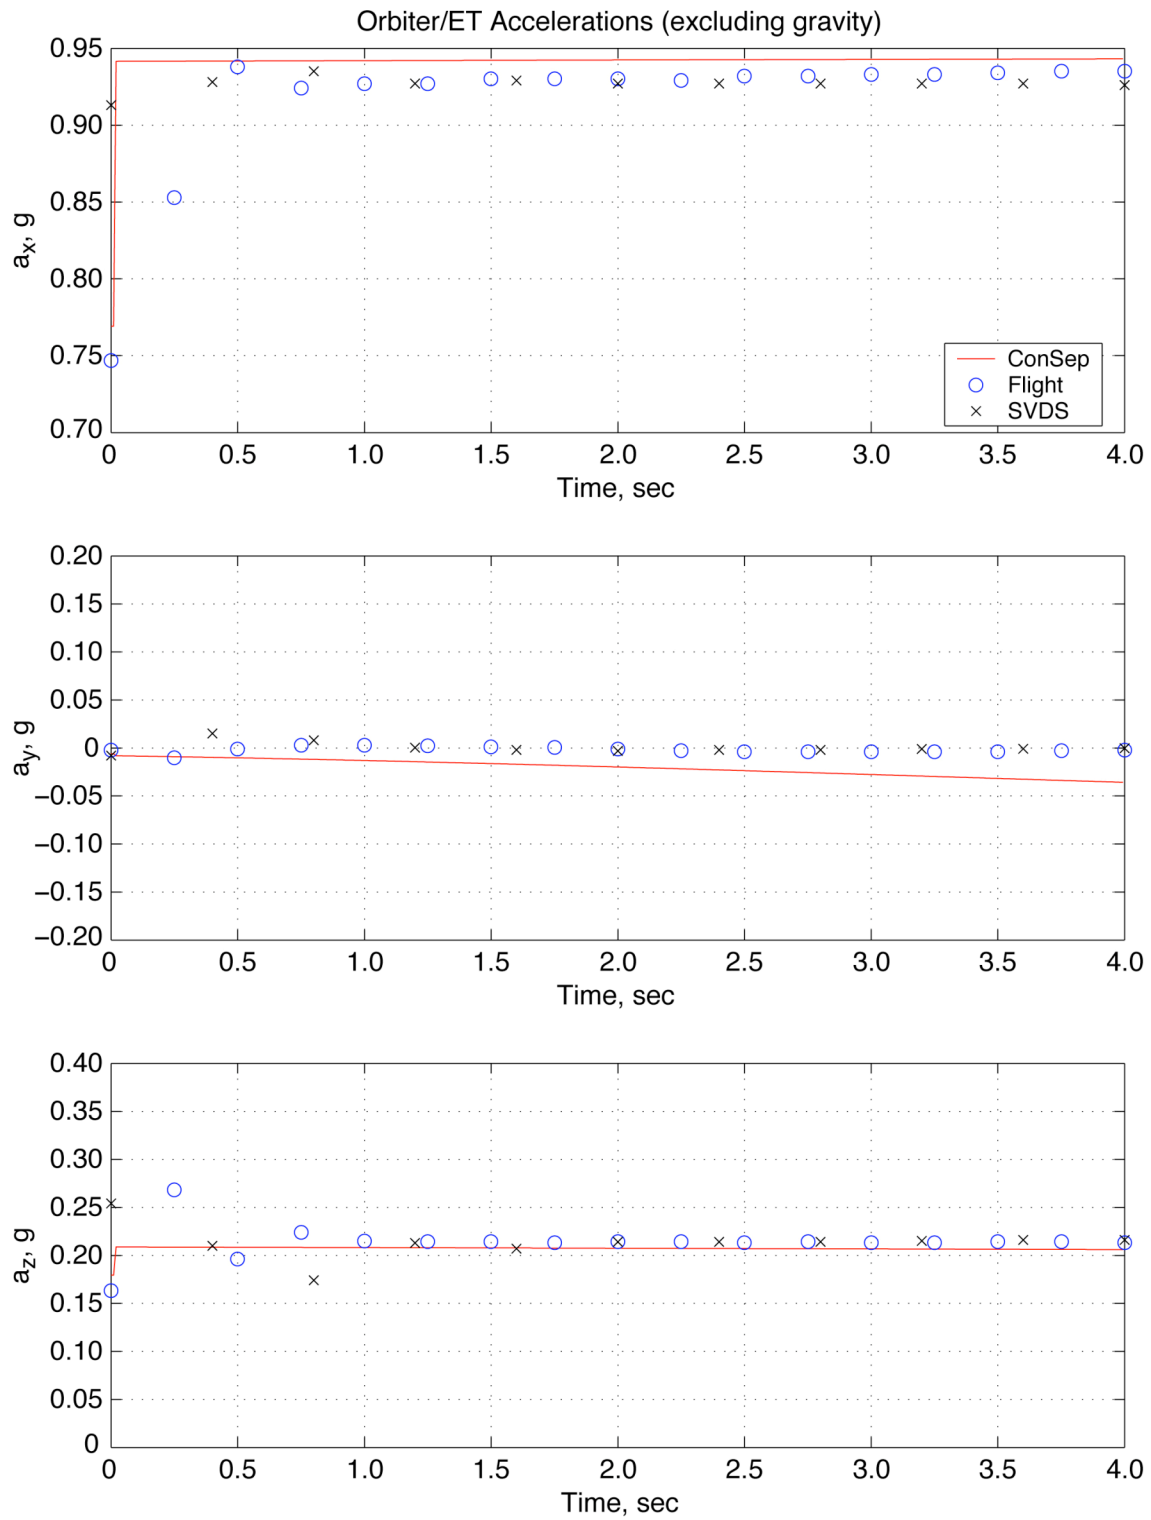 Orbiter/ET Accelerations (excluding gravity)
0.95
0.90
0.85
0.80
0.75
0.70
ax, g
ConSep
Flight
SVDS
0 0.5 1.0 1.5 2.0 2.5 3.0 3.5 4.0
Time, sec
0.20
0.15
0.10
0.05
0
−0.05
−0.10
−0.15
−0.20
ay, g
0 0.5 1.0 1.5 2.0 2.5 3.0 3.5 4.0
Time, sec
0.40
0.35
0.30
0.25
0.20
0.15
0.10
0.05
0
az, g
0 0.5 1.0 1.5 2.0 2.5 3.0 3.5 4.0
Time, sec